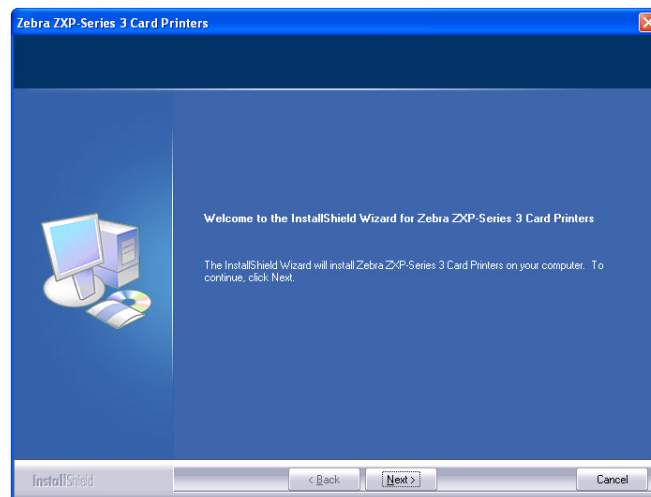 Zebra ZXP-Series 3 Card Printers
Welcome to the InstallShield Wizard for Zebra ZXP-Series 3 Card Printers
The InstallShield Wizard will install Zebra ZXP-Series 3 Card Printers on your computer. To
continue, click Next.
InstallShield
< Back
Next >
Cancel